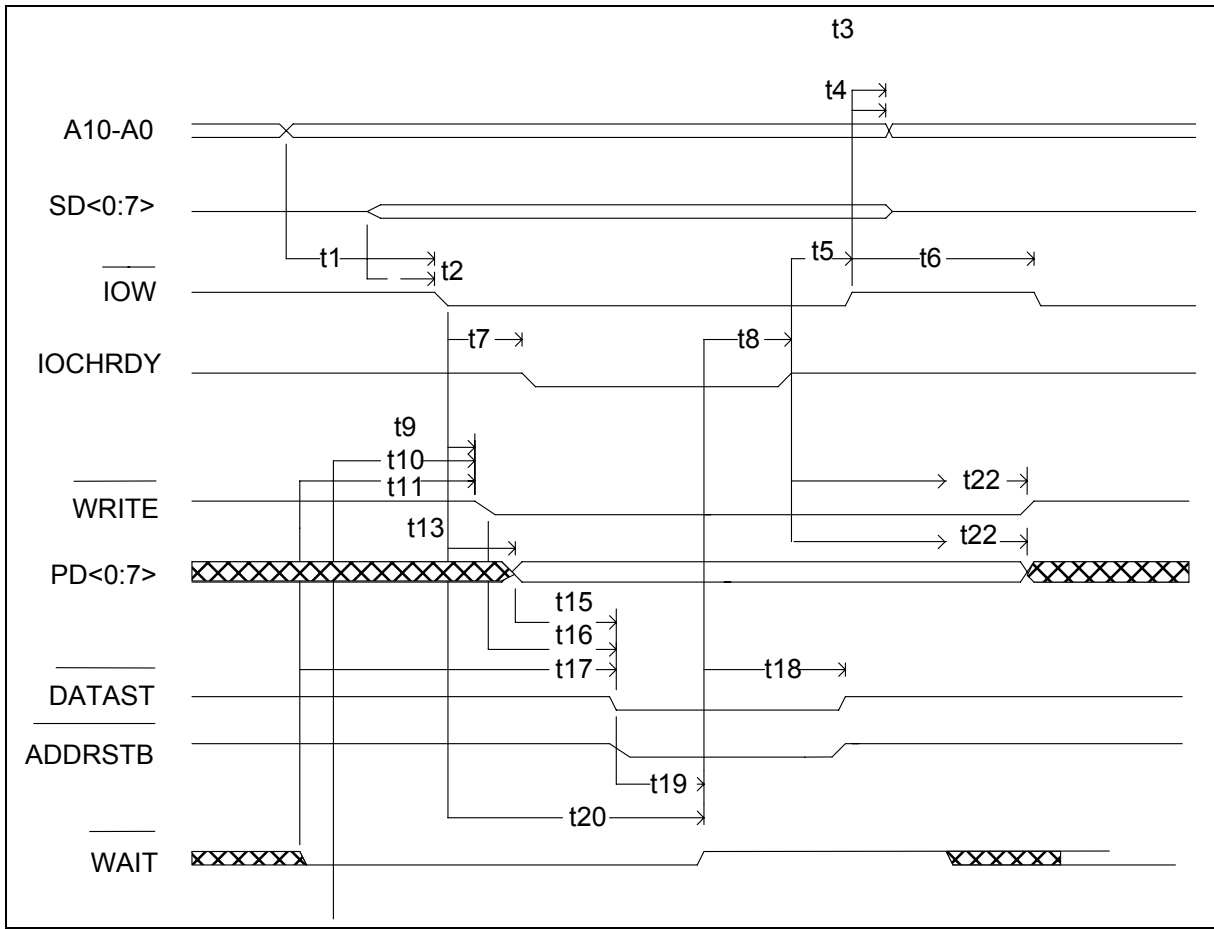 t3
t4
A10-A0
SD<0:7>
t1
t2
t5
t6
IOW
t7
t8
IOCHRDY
t9
t10
t11
t22
WRITE
t13
t22
PD<0:7>
t15
t16
t17
t18
DATAST
ADDRSTB
t19
t20
WAIT